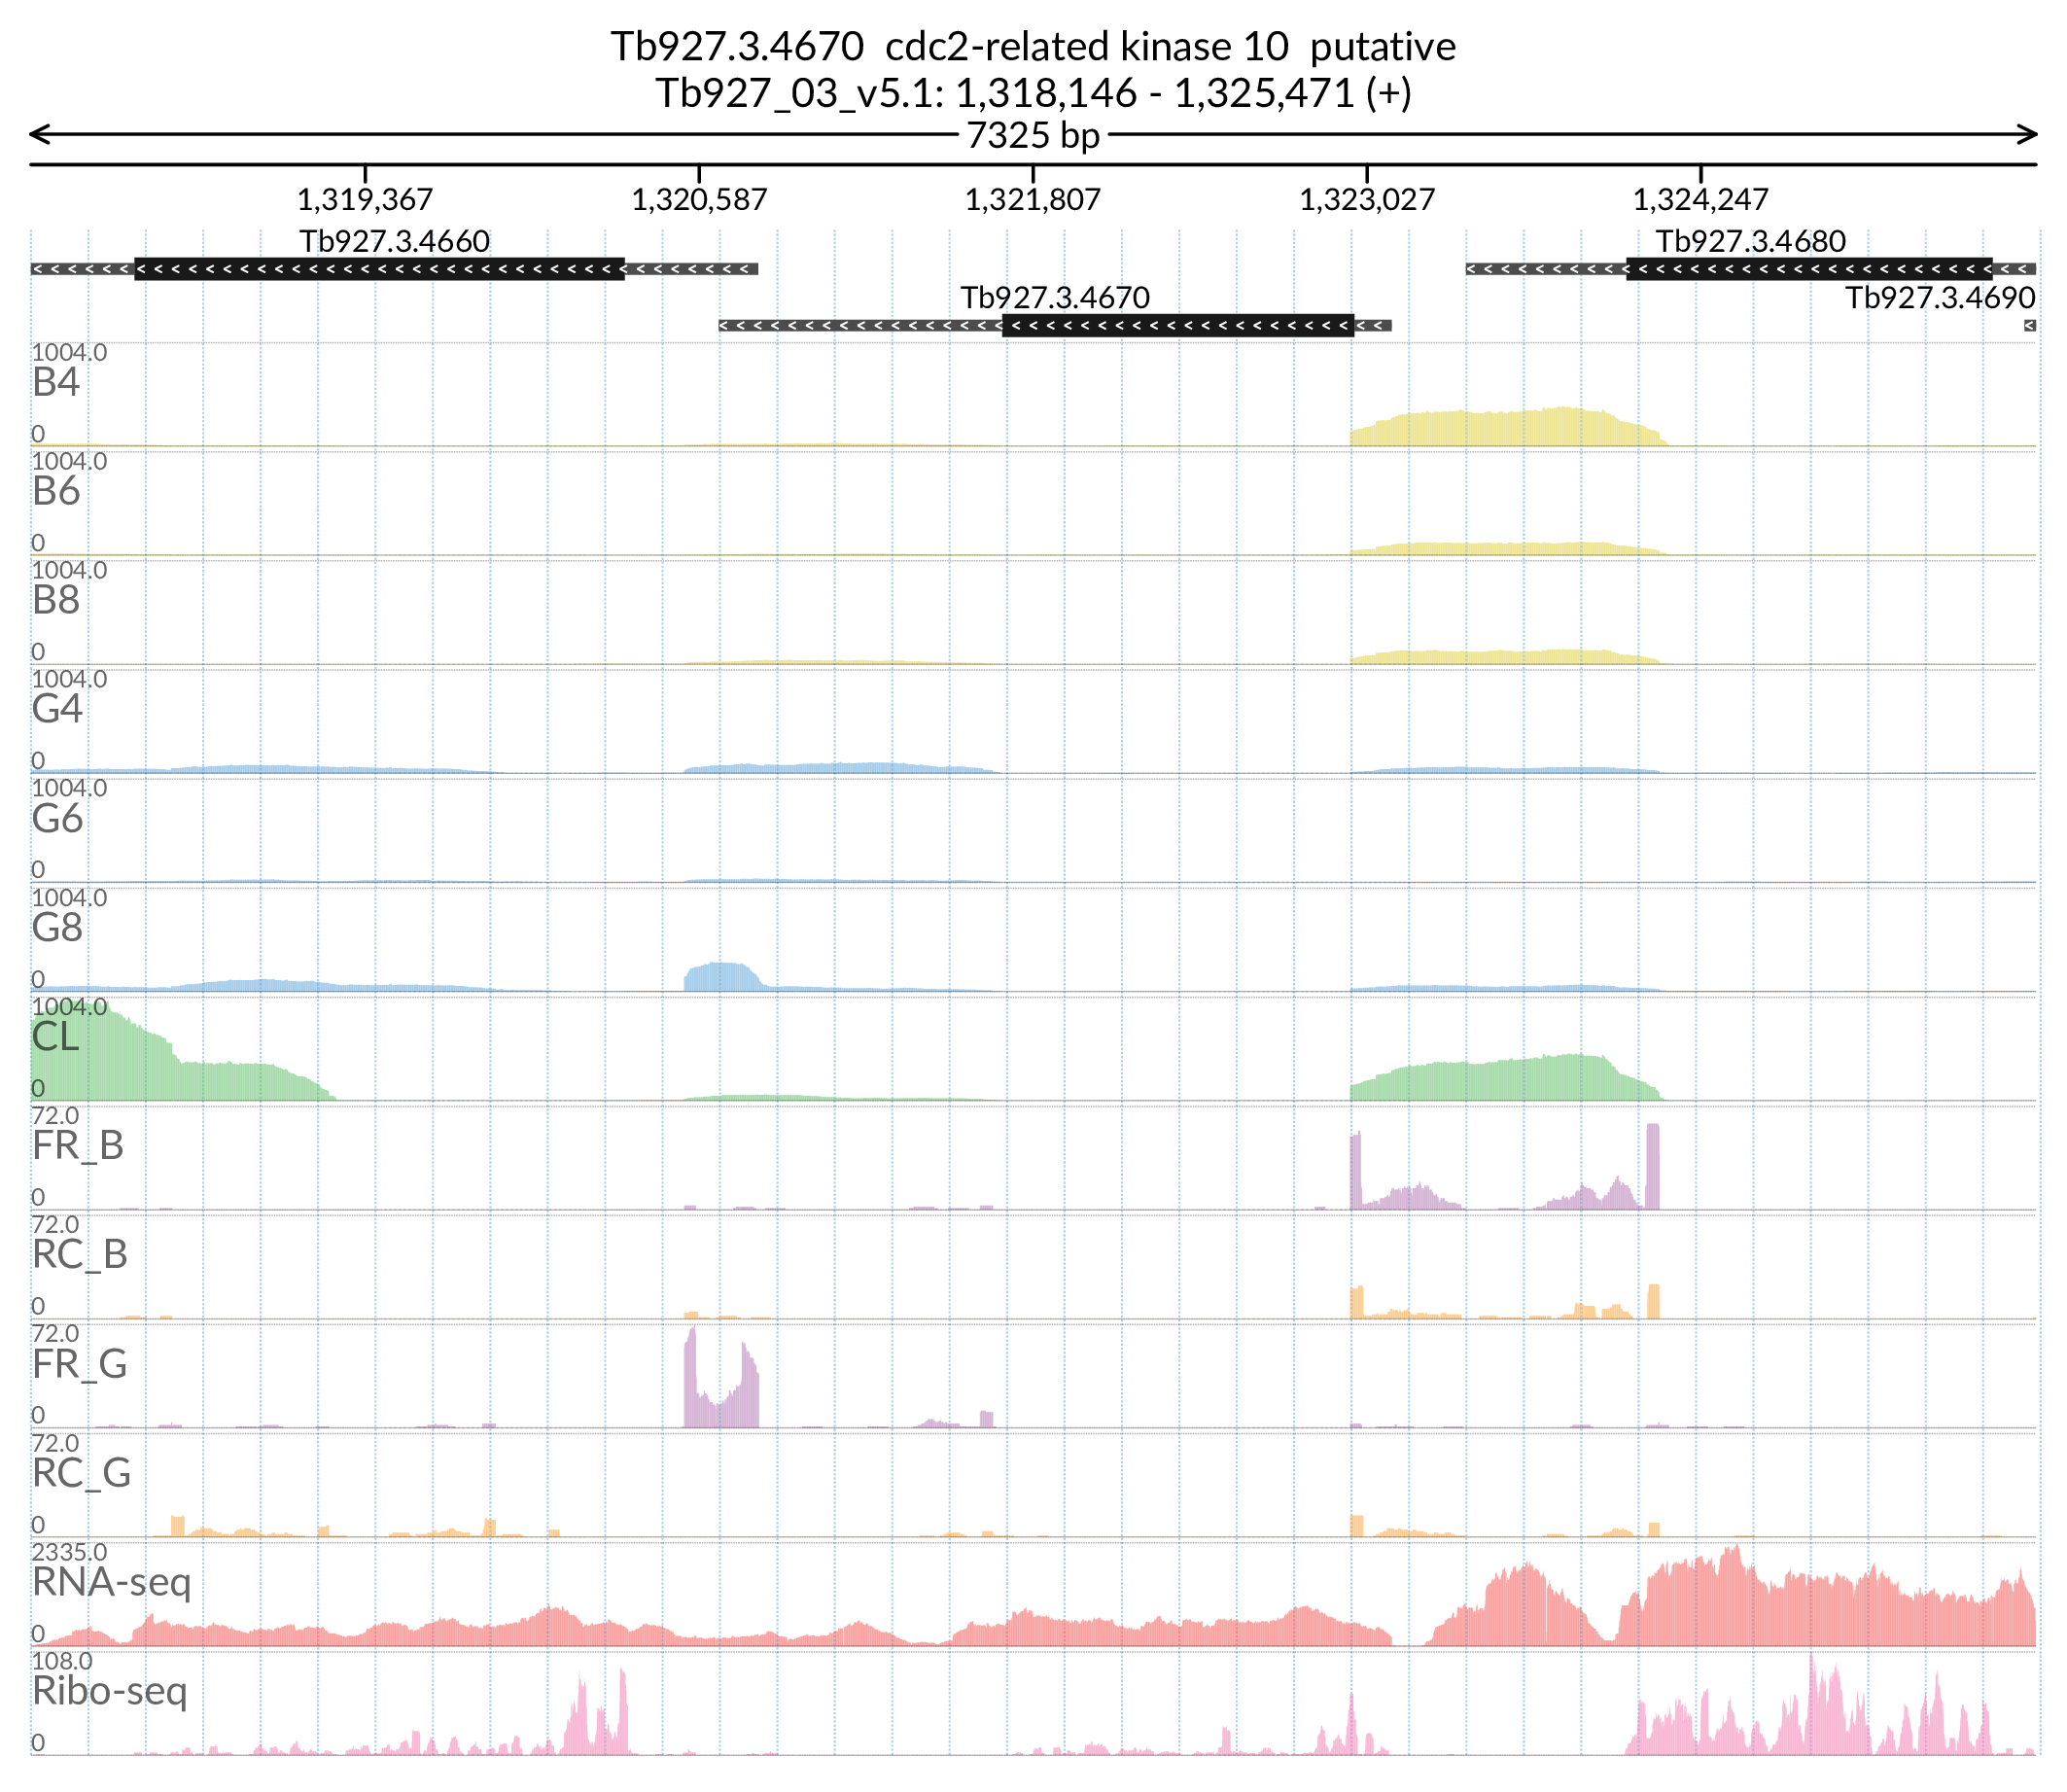 Tb927.3.4670 cdc2-related kinase 10 putative
Tb927_03_v5.1: 1,318,146 - 1,325,471 (+)
7325 bp
1,319,367 1,320,587 1,321,807 1,323,027 1,324,247
Tb927.3.4660 Tb927.3.4680
Tb927.3.4670 Tb927.3.4690
1004.0
B4
0
1004.0
B6
0
1004.0
B8
0
1004.0
G4
0
1004.0
G6
0
1004.0
G8
0
1004.0
CL
0
72.0
FR_B
0
72.0
RC_B
0
72.0
FR_G
0
72.0
RC_G
0
2335.0
RNA-seq
0
108.0
Ribo-seq
0